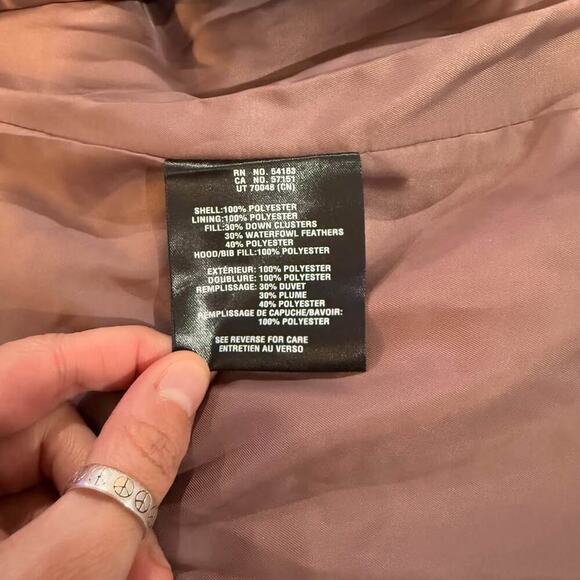 RN NO. 54163
CA NO. 57151
UT 70048 (CN)
SHELL:100% POLYESTER
LINING:100% POLYESTER
FILL:30% DOWN CLUSTERS
30% WATERFOWL FEATHERS
40% POLYESTER
HOOD/BIB FILL:100% POLYESTER
EXTÉRIEUR: 100% POLYESTER
DOUBLURE: 100% POLYESTER
REMPLISSAGE: 30% DUVET
30% PLUME
40% POLYESTER
REMPLISSAGE DE CAPUCHE/BAVOIR:
100% POLYESTER
SEE REVERSE FOR CARE
ENTRETIEN AU VERSO